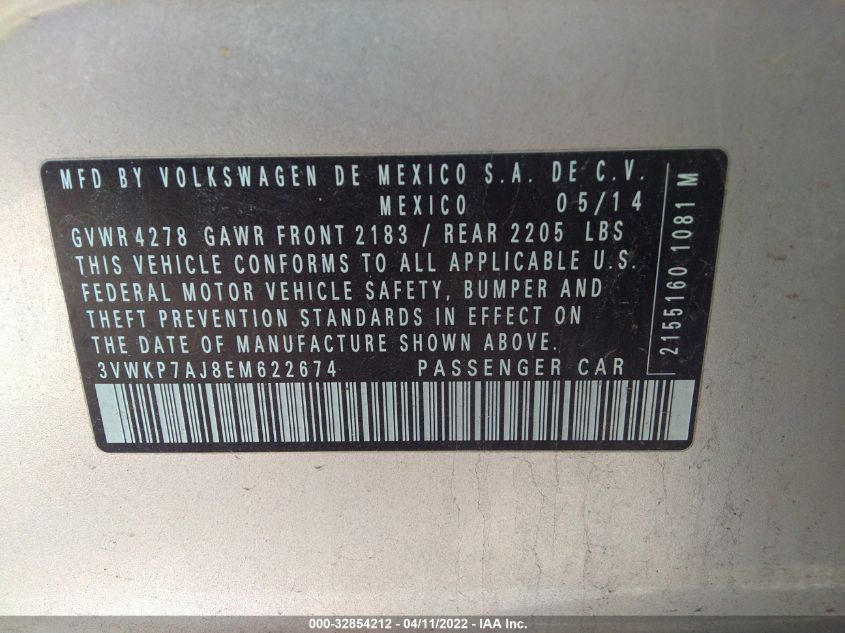 MFD BY VOLKSWAGEN DE MEXICO S.A. DE C.V.
MEXICO 05/14
GVWR 4278 GAWR FRONT 2183 / REAR 2205 LBS
THIS VEHICLE CONFORMS TO ALL APPLICABLE U.S.
FEDERAL MOTOR VEHICLE SAFETY, BUMPER AND
THEFT PREVENTION STANDARDS IN EFFECT ON
THE DATE OF MANUFACTURE SHOWN ABOVE.
3VWKP7AJ8EM622674 PASSENGER CAR
2155160 1081 M
000-32854212 - 04/11/2022 - IAA Inc.